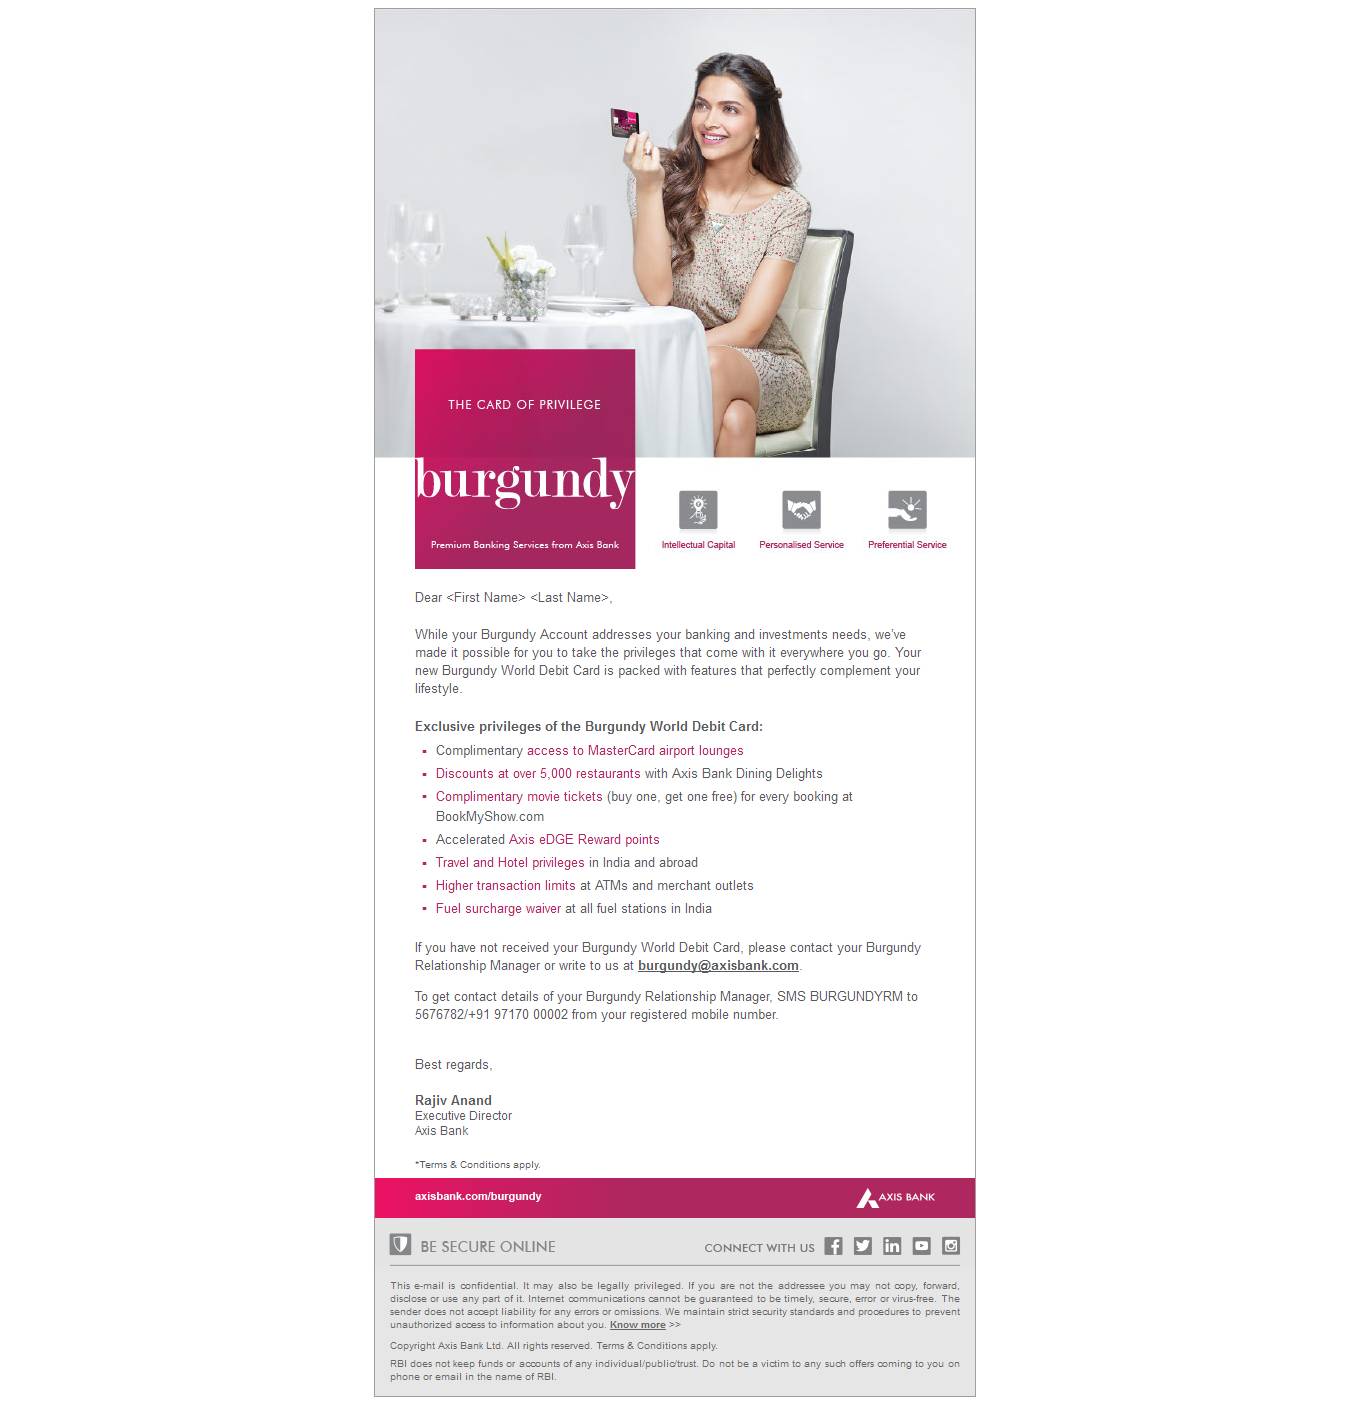 THE CARD OF PRIVILEGE
burgundy
Premium Banking Services from Axis Bank
Intellectual Capital
Personalised Service
Preferential Service
Dear <First Name> <Last Name>,
While your Burgundy Account addresses your banking and investments needs, we've
made it possible for you to take the privileges that come with it everywhere you go. Your
new Burgundy World Debit Card is packed with features that perfectly complement your
lifestyle.
Exclusive privileges of the Burgundy World Debit Card:
Complimentary access to MasterCard airport lounges
Discounts at over 5,000 restaurants with Axis Bank Dining Delights
Complimentary movie tickets (buy one, get one free) for every booking at
BookMyShow.com
Accelerated Axis eDGE Reward points
Travel and Hotel privileges in India and abroad
Higher transaction limits at ATMs and merchant outlets
Fuel surcharge waiver at all fuel stations in India
If you have not received your Burgundy World Debit Card, please contact your Burgundy
Relationship Manager or write to us at burgundy@axisbank.com.
To get contact details of your Burgundy Relationship Manager, SMS BURGUNDYRM to
5676782/+91 97170 00002 from your registered mobile number.
Best regards,
Rajiv Anand
Executive Director
Axis Bank
*Terms & Conditions apply.
axisbank.com/burgundy
AXIS BANK
BE SECURE ONLINE
CONNECT WITH US
This e-mail is confidential. It may also be legally privileged. If you are not the addressee you may not copy, forward,
disclose or use any part of it. Internet communications cannot be guaranteed to be timely, secure, error or virus-free. The
sender does not accept liability for any errors or omissions. We maintain strict security standards and procedures to prevent
unauthorized access to information about you. Know more >>
Copyright Axis Bank Ltd. All rights reserved. Terms & Conditions apply.
RBI does not keep funds or accounts of any individual/public/trust. Do not be a victim to any such offers coming to you on
phone or email in the name of RBI.